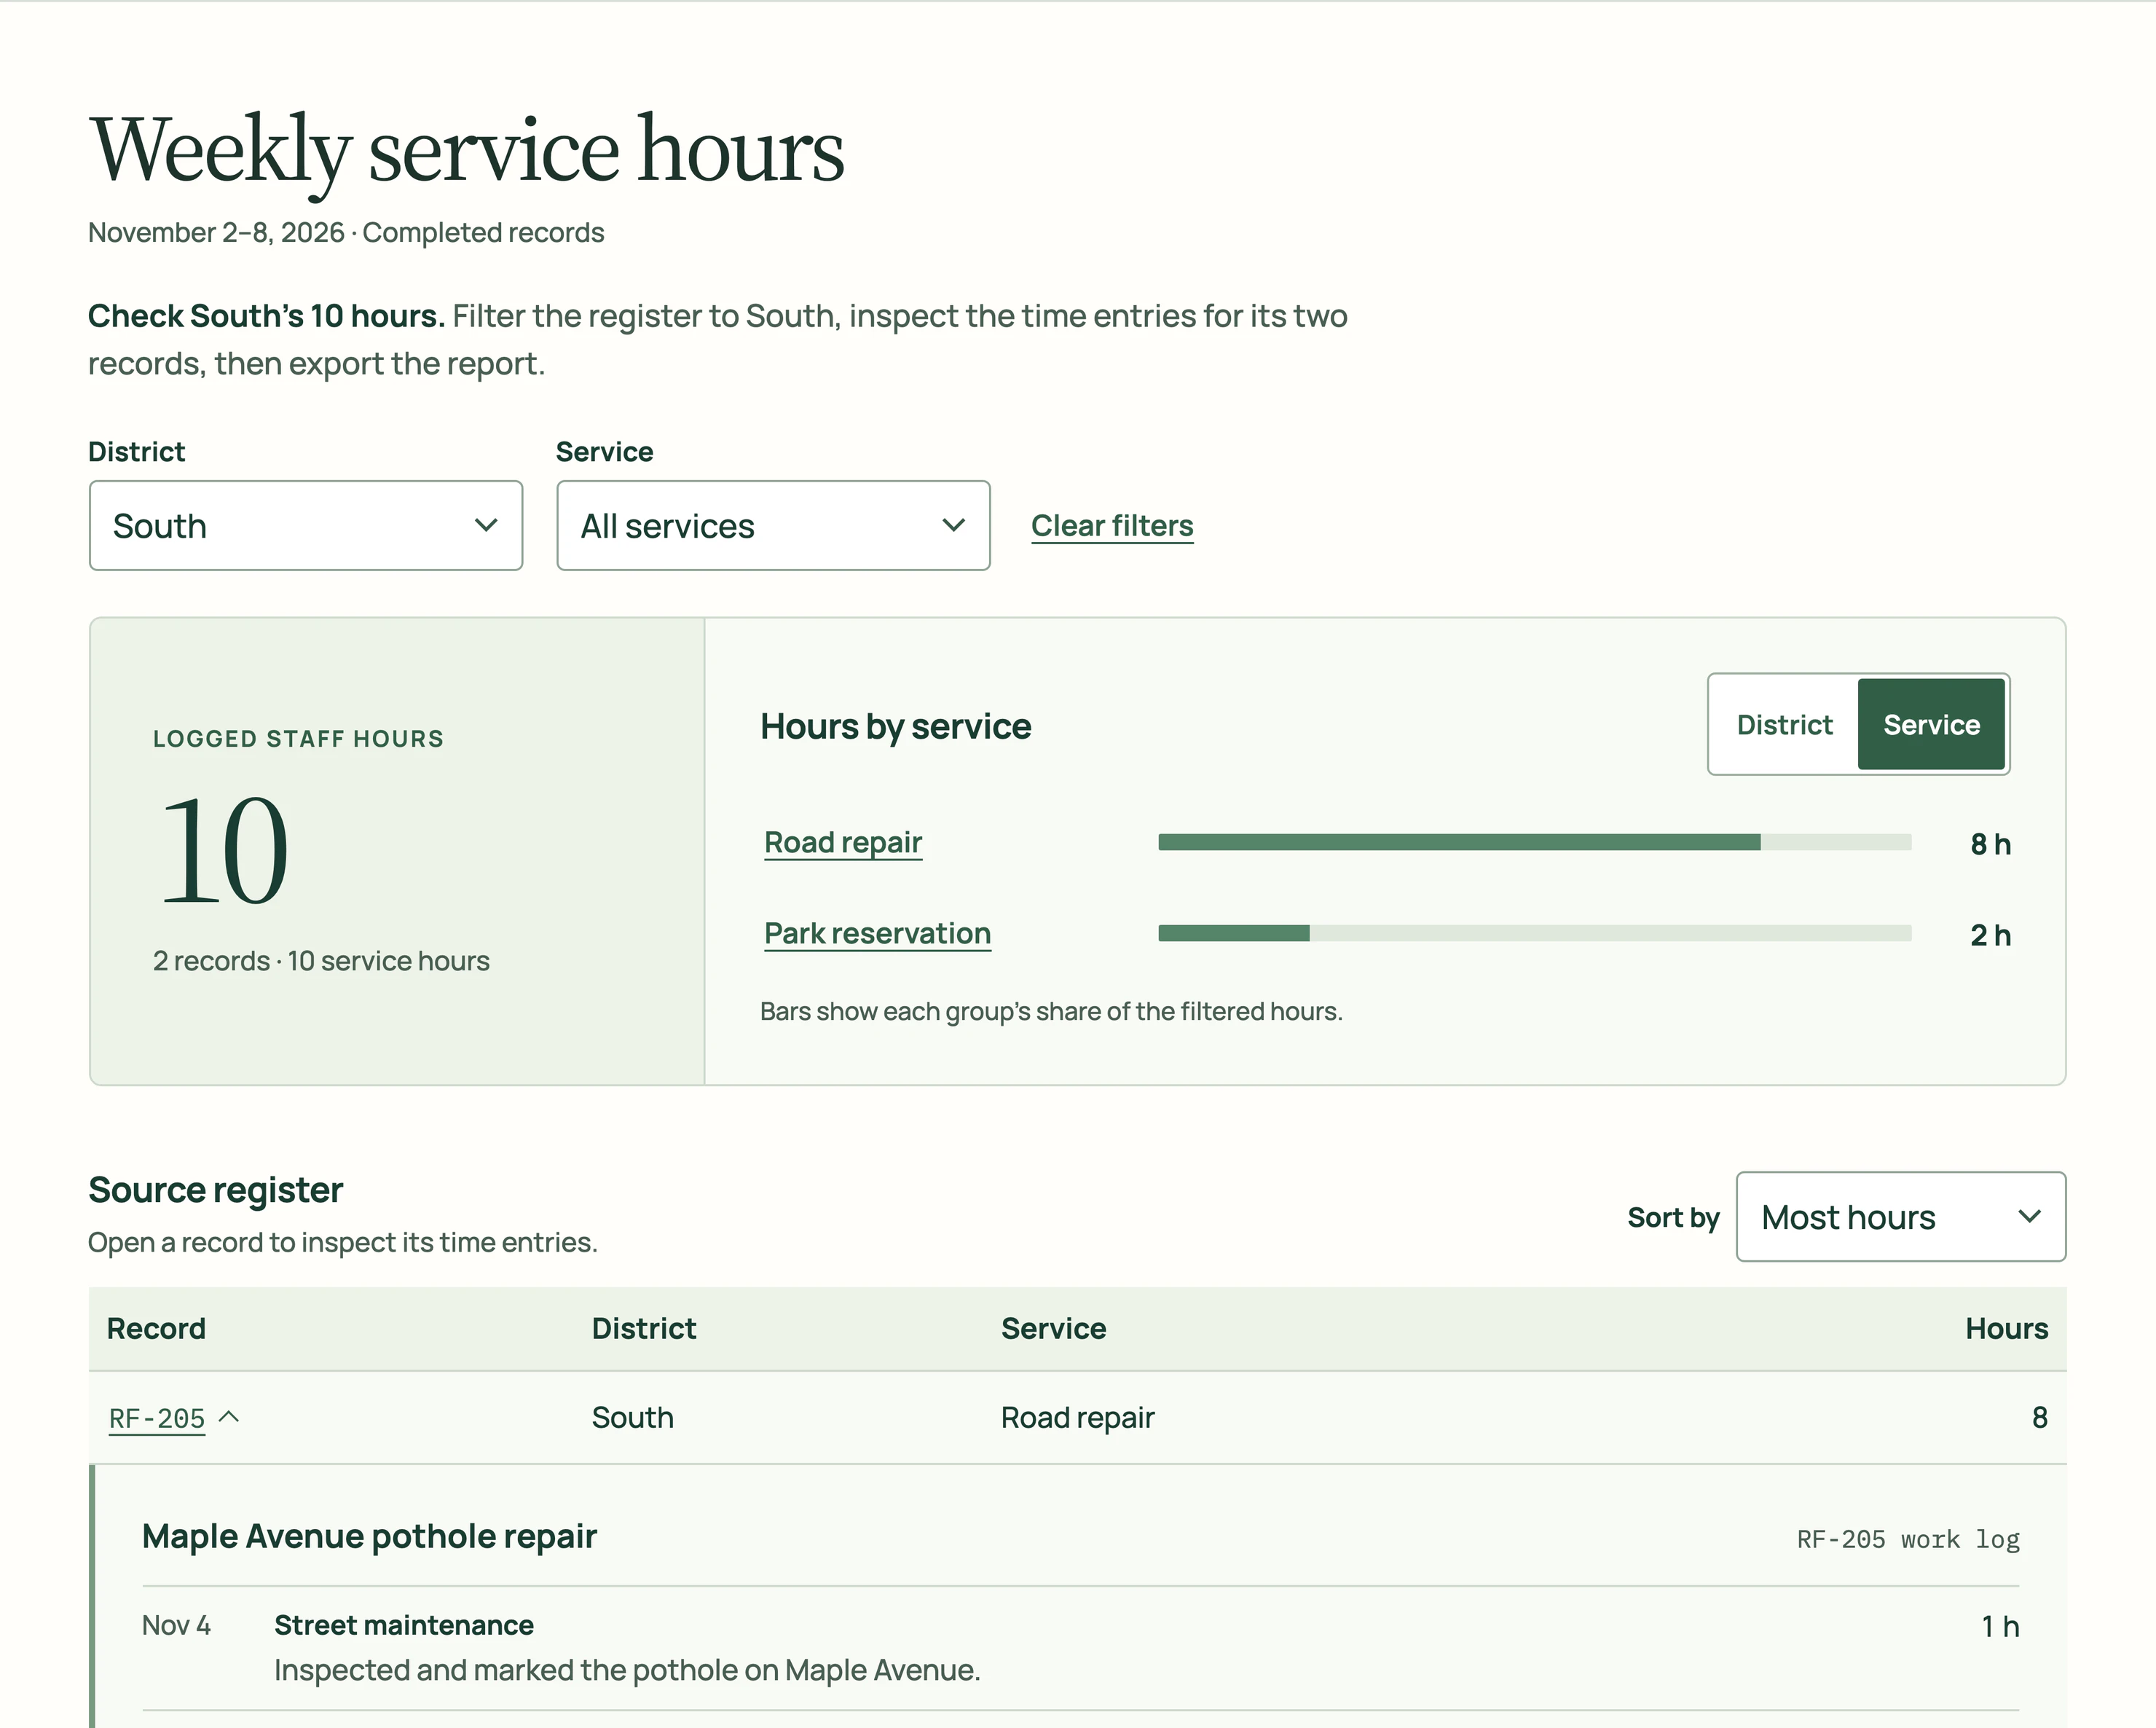 Weekly service hours
November 2–8, 2026 · Completed records
Check South’s 10 hours. Filter the register to South, inspect the time entries for its two
records, then export the report.
District
Service
South
All services
Clear filters
LOGGED STAFF HOURS
10
2 records · 10 service hours
Hours by service
District
Service
Road repair
8 h
Park reservation
2 h
Bars show each group’s share of the filtered hours.
Source register
Open a record to inspect its time entries.
Sort by
Most hours
Record District Service Hours
RF-205 South Road repair 8
Maple Avenue pothole repair
RF-205 work log
Nov 4 Street maintenance 1 h
Inspected and marked the pothole on Maple Avenue.